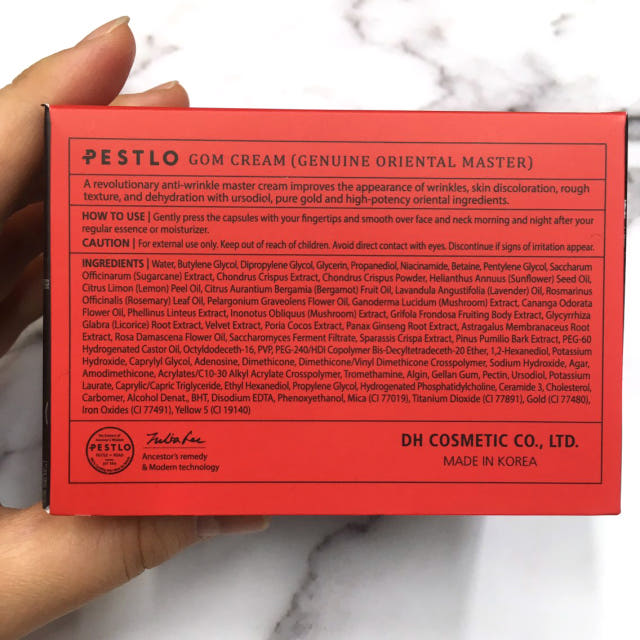 PESTLO GOM CREAM (GENUINE ORIENTAL MASTER)
A revolutionary anti-wrinkle master cream improves the appearance of wrinkles, skin discoloration, rough
texture, and dehydration with ursodiol, pure gold and high-potency oriental ingredients.
HOW TO USE | Gently press the capsules with your fingertips and smooth over face and neck morning and night after your
regular essence or moisturizer.
CAUTION | For external use only. Keep out of reach of children. Avoid direct contact with eyes. Discontinue if signs of irritation appear.
INGREDIENTS | Water, Butylene Glycol, Dipropylene Glycol, Glycerin, Propanediol, Niacinamide, Betaine, Pentylene Glycol, Saccharum
Officinarum (Sugarcane) Extract, Chondrus Crispus Extract, Chondrus Crispus Powder, Helianthus Annuus (Sunflower) Seed Oil,
Citrus Limon (Lemon) Peel Oil, Citrus Aurantium Bergamia (Bergamot) Fruit Oil, Lavandula Angustifolia (Lavender) Oil, Rosmarinus
Officinalis (Rosemary) Leaf Oil, Pelargonium Graveolens Flower Oil, Ganoderma Lucidum (Mushroom) Extract, Cananga Odorata
Flower Oil, Phellinus Linteus Extract, Inonotus Obliquus (Mushroom) Extract, Grifola Frondosa Fruiting Body Extract, Glycyrrhiza
Glabra (Licorice) Root Extract, Velvet Extract, Poria Cocos Extract, Panax Ginseng Root Extract, Astragalus Membranaceus Root
Extract, Rosa Damascena Flower Oil, Saccharomyces Ferment Filtrate, Sparassis Crispa Extract, Pinus Pumilio Bark Extract, PEG-60
Hydrogenated Castor Oil, Octyldodeceth-16, PVP, PEG-240/HDI Copolymer Bis-Decyltetradeceth-20 Ether, 1,2-Hexanediol, Potassium
Hydroxide, Caprylyl Glycol, Adenosine, Dimethicone, Dimethicone/Vinyl Dimethicone Crosspolymer, Sodium Hydroxide, Agar,
Amodimethicone, Acrylates/C10-30 Alkyl Acrylate Crosspolymer, Tromethamine, Algin, Gellan Gum, Pectin, Ursodiol, Potassium
Laurate, Caprylic/Capric Triglyceride, Ethyl Hexanediol, Propylene Glycol, Hydrogenated Phosphatidylcholine, Ceramide 3, Cholesterol,
Carbomer, Alcohol Denat., BHT, Disodium EDTA, Phenoxyethanol, Mica (CI 77019), Titanium Dioxide (CI 77891), Gold (CI 77480),
Iron Oxides (CI 77491), Yellow 5 (CI 19140)
PESTLO
Julia Lee
Ancestor's remedy
& Modern technology
DH COSMETIC CO., LTD.
MADE IN KOREA